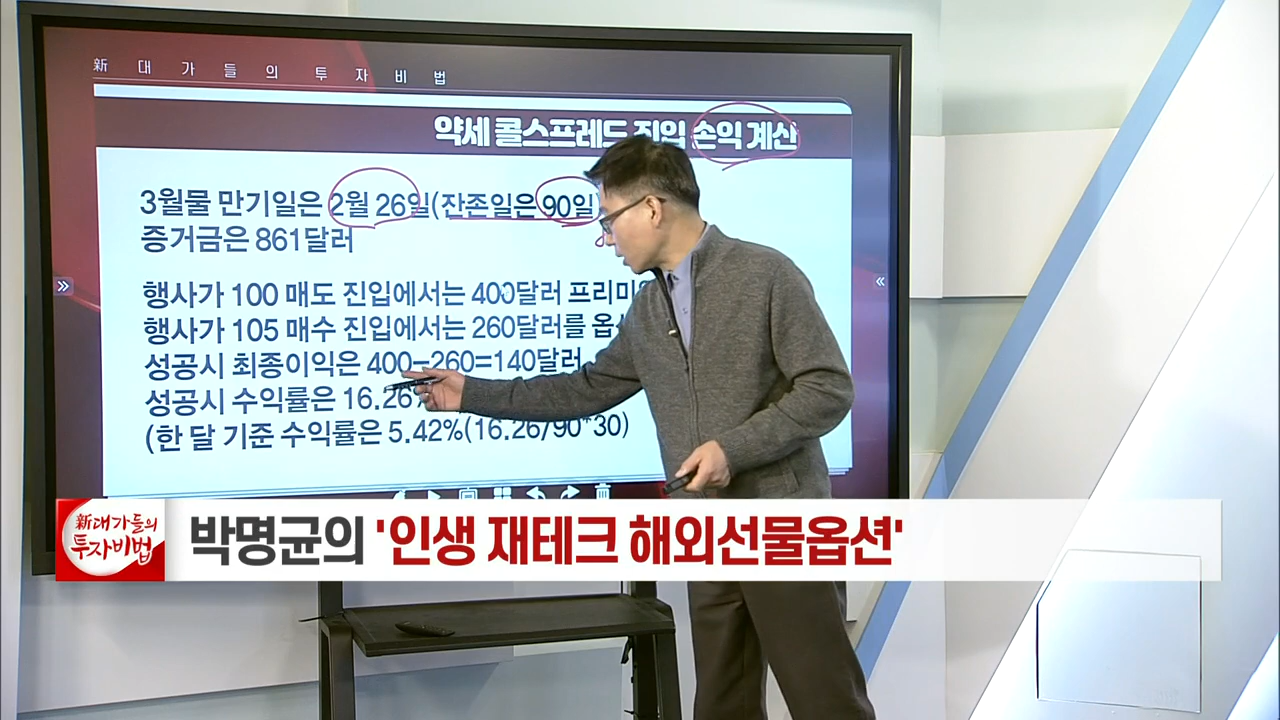 新 대 가 들 의 투 자 비 법
약세 콜스프레드 진입 손익 계산
3월물 만기일은 2월 26일(잔존일은 90일)
증거금은 861달러
행사가 100 매도 진입에서는 400달러 프리미
행사가 105 매수 진입에서는 260달러를
성공시 최종이익은 400-260=140달러
성공시 수익률은 16.26%
(한 달 기준 수익률은 5.42%(16.26/90*30)
新대가들의
투자비법
박명균의 '인생 재테크 해외선물옵션'